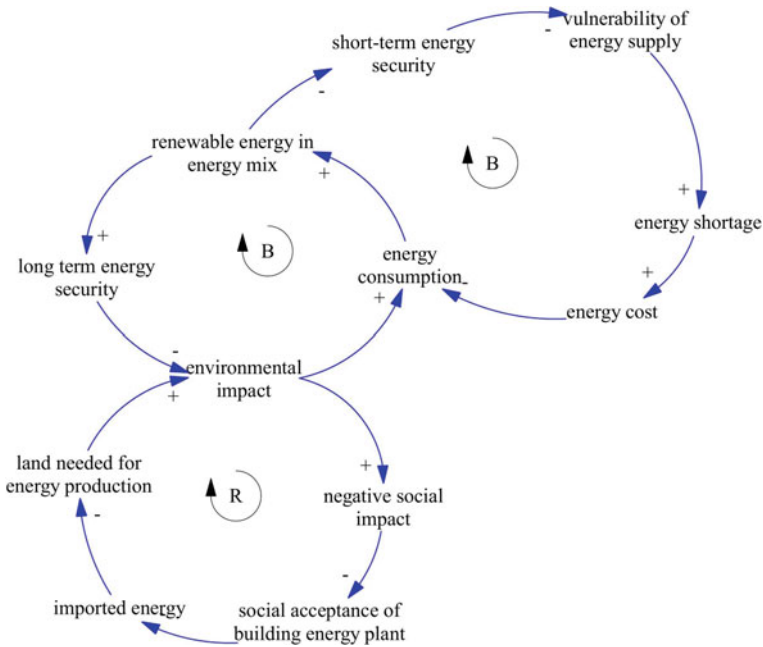 vulnerability of
energy supply
-
short-term energy
security
-
renewable energy in
energy mix
+
B
+
energy shortage
+
B
+
long term energy
security
energy
consumption
-
+
energy cost
-
environmental
impact
+
+
land needed for
energy production
R
negative social
impact
-
-
imported energy
-
social acceptance of
building energy plant